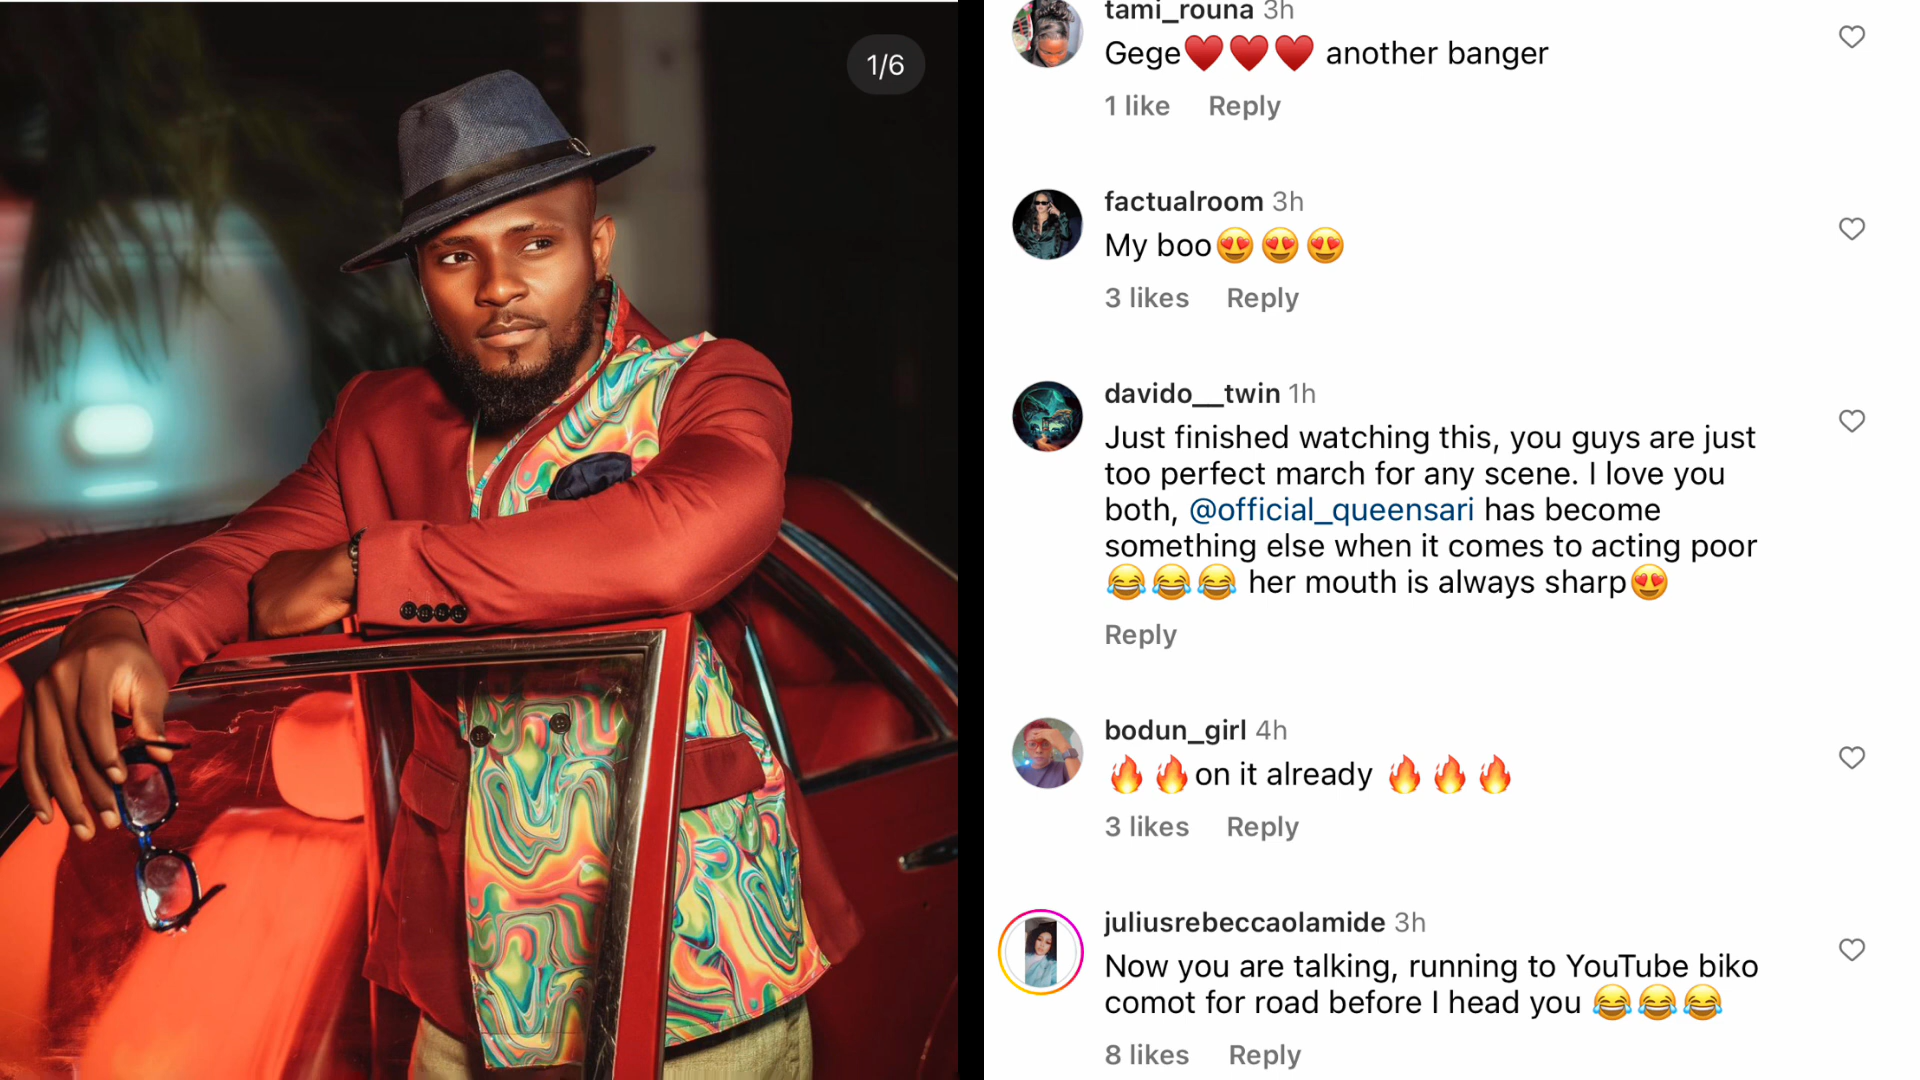 1/6
tami_rouna 3h
Gege❤️❤️❤️ another banger
1 like Reply
factualroom 3h
My boo😍😍😍
3 likes Reply
davido__twin 1h
Just finished watching this, you guys are just
too perfect march for any scene. I love you
both, @official_queensari has become
something else when it comes to acting poor
😂😂😂 her mouth is always sharp😍
Reply
bodun_girl 4h
🔥🔥on it already 🔥🔥🔥
3 likes Reply
juliusrebeccaolamide 3h
Now you are talking, running to YouTube biko
comot for road before I head you 😂😂😂
8 likes Reply